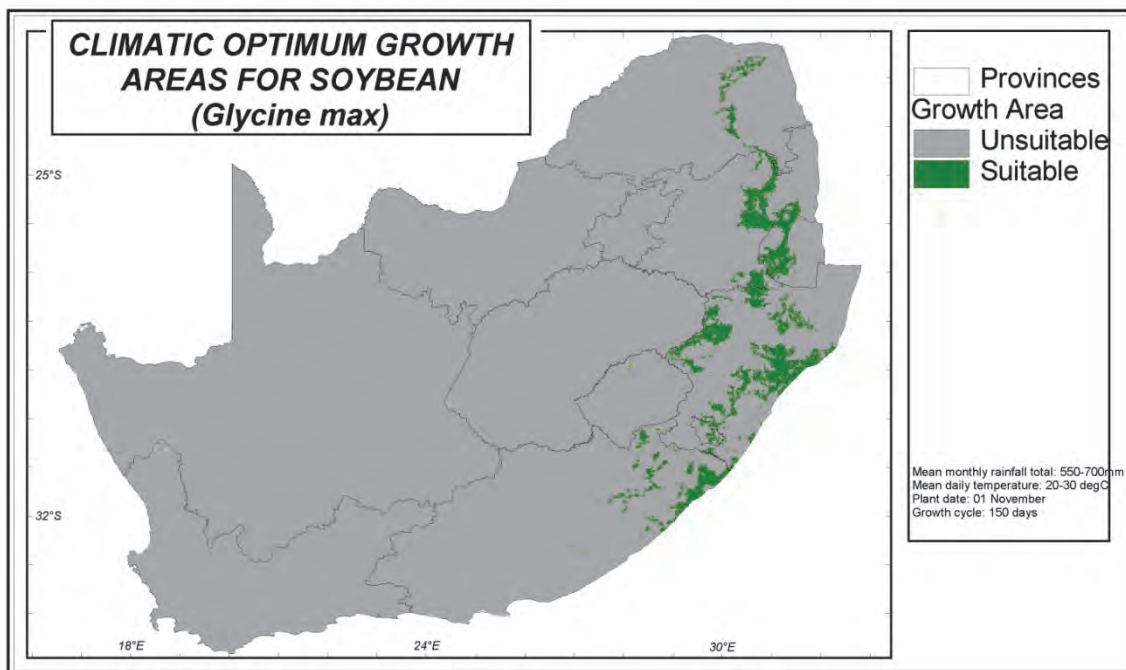 CLIMATIC OPTIMUM GROWTH
AREAS FOR SOYBEAN
(Glycine max)
Provinces
Growth Area
Unsuitable
Suitable
25°S
32°S
18°E
24°E
30°E
Mean monthly rainfall total: 550-700mm
Mean daily temperature: 20-30 degC
Plant date: 01 November
Growth cycle: 150 days